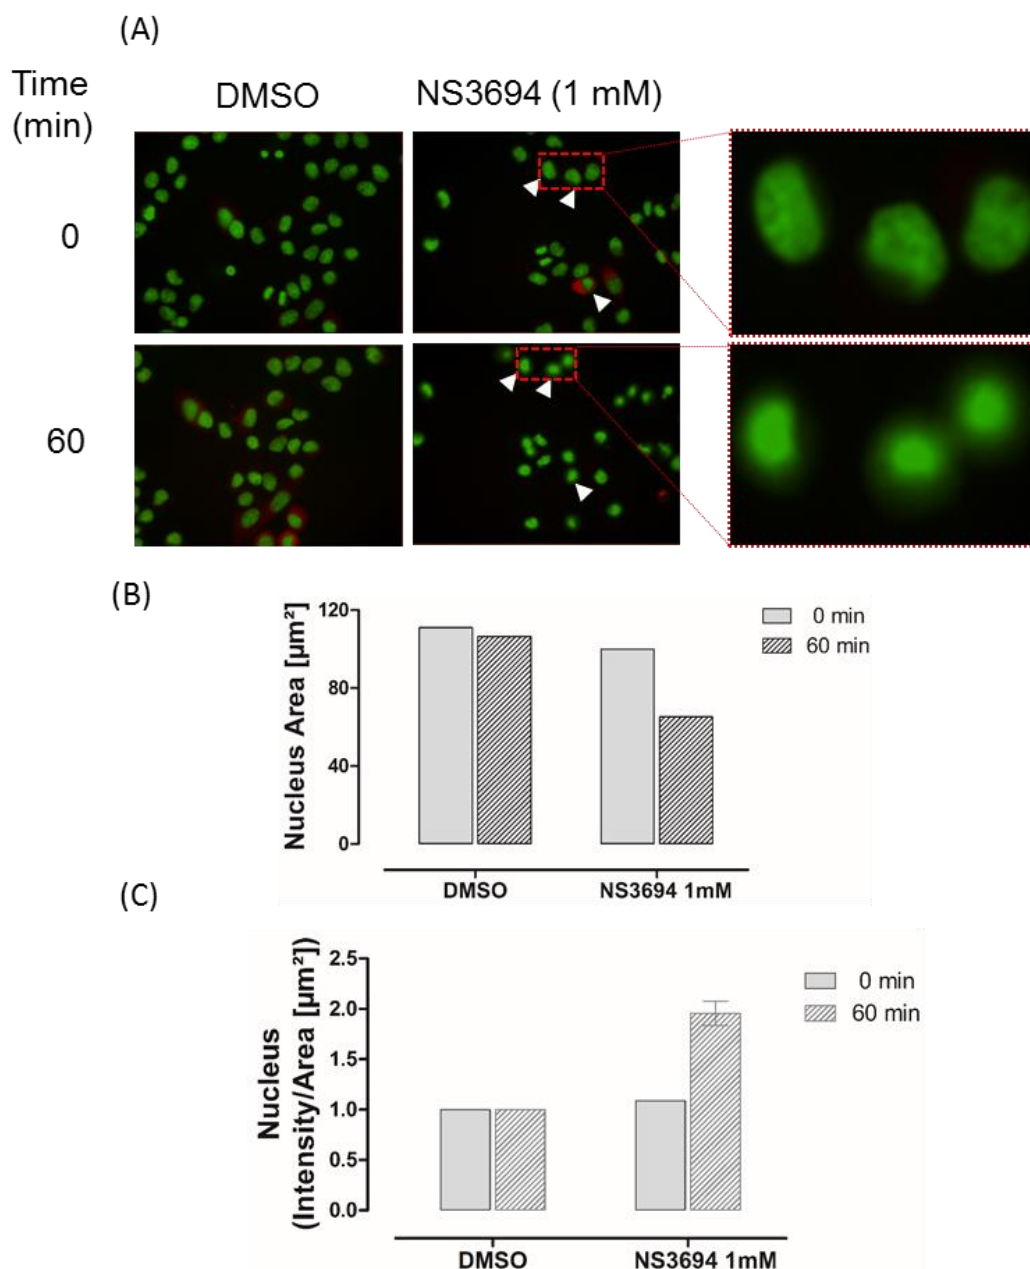 (A)
Time
(min)
DMSO
NS3694 (1 mM)
0
60
(B)
Nucleus Area [µm²]
120
80
40
0
0 min
60 min
DMSO
NS3694 1mM
(C)
Nucleus
(Intensity/Area [µm²])
2.5
2.0
1.5
1.0
0.5
0.0
0 min
60 min
DMSO
NS3694 1mM